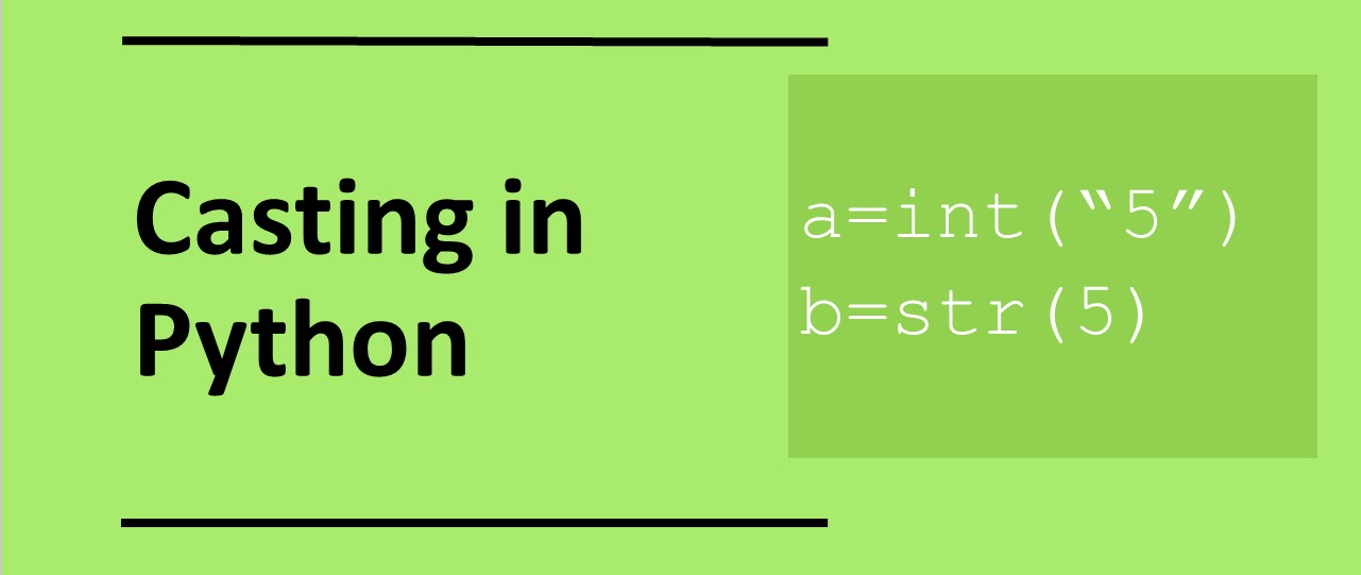 Casting in
Python
a=int(“5”)
b=str(5)